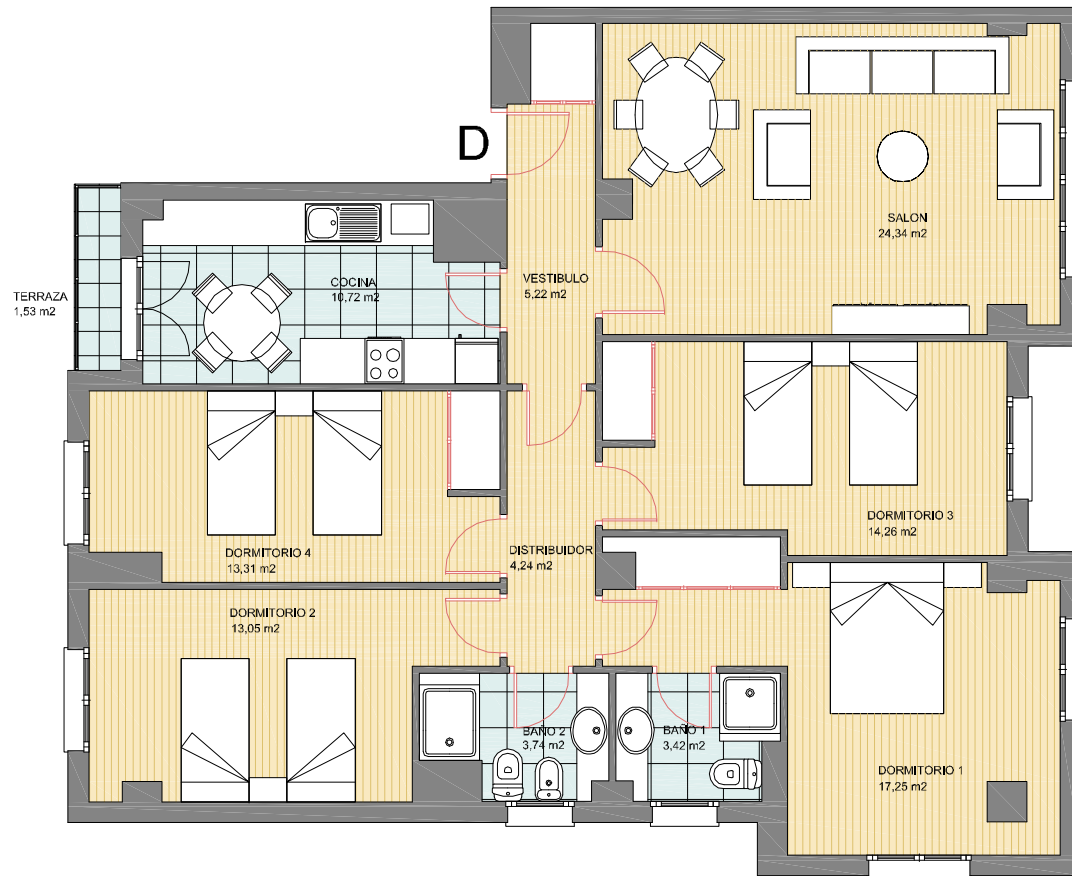 D
SALON
24,34 m2
COCINA
10,72 m2
VESTIBULO
5,22 m2
TERRAZA
1,53 m2
DORMITORIO 3
14,26 m2
DORMITORIO 4
13,31 m2
DISTRIBUIDOR
4,24 m2
DORMITORIO 2
13,05 m2
BAÑO 2
3,74 m2
BAÑO 1
3,42 m2
DORMITORIO 1
17,25 m2